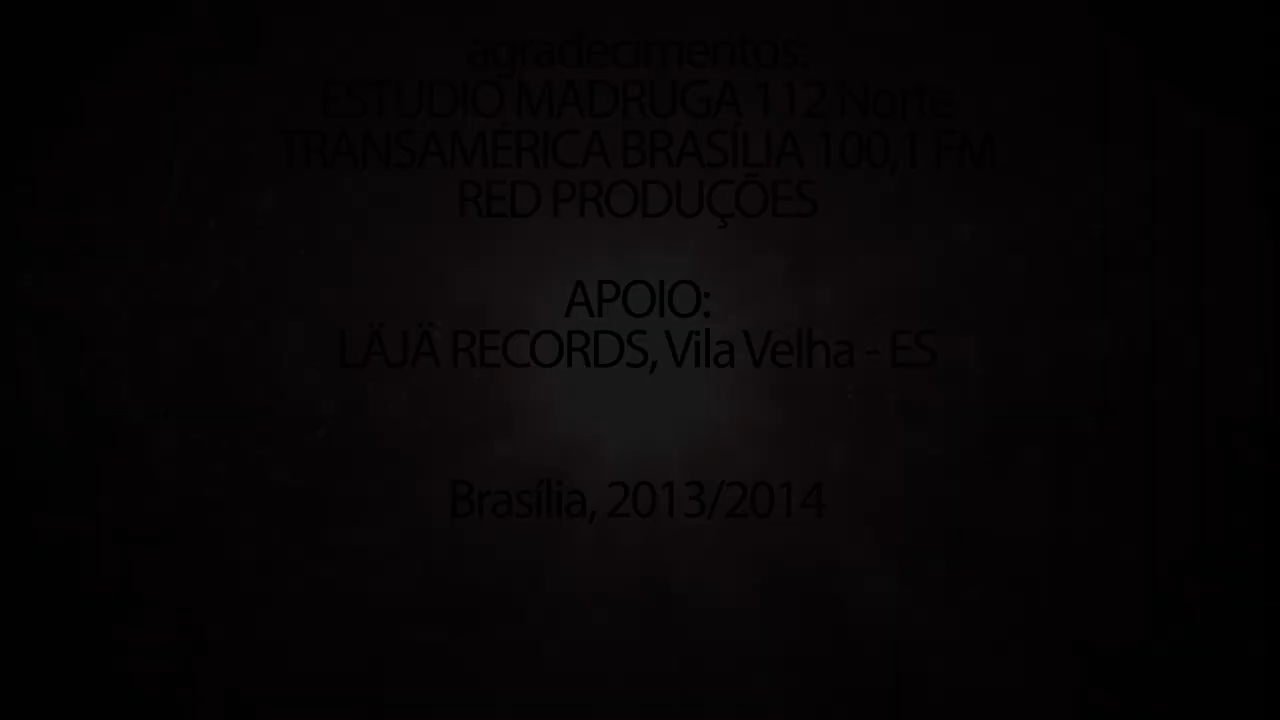 agradecimentos:
ESTUDIO MADRUGA 112 Norte
TRANSAMÉRICA BRASÍLIA 100,1 FM
RED PRODUÇÕES
APOIO:
LÄJÄ RECORDS, Vila Velha - ES
Brasília, 2013/2014